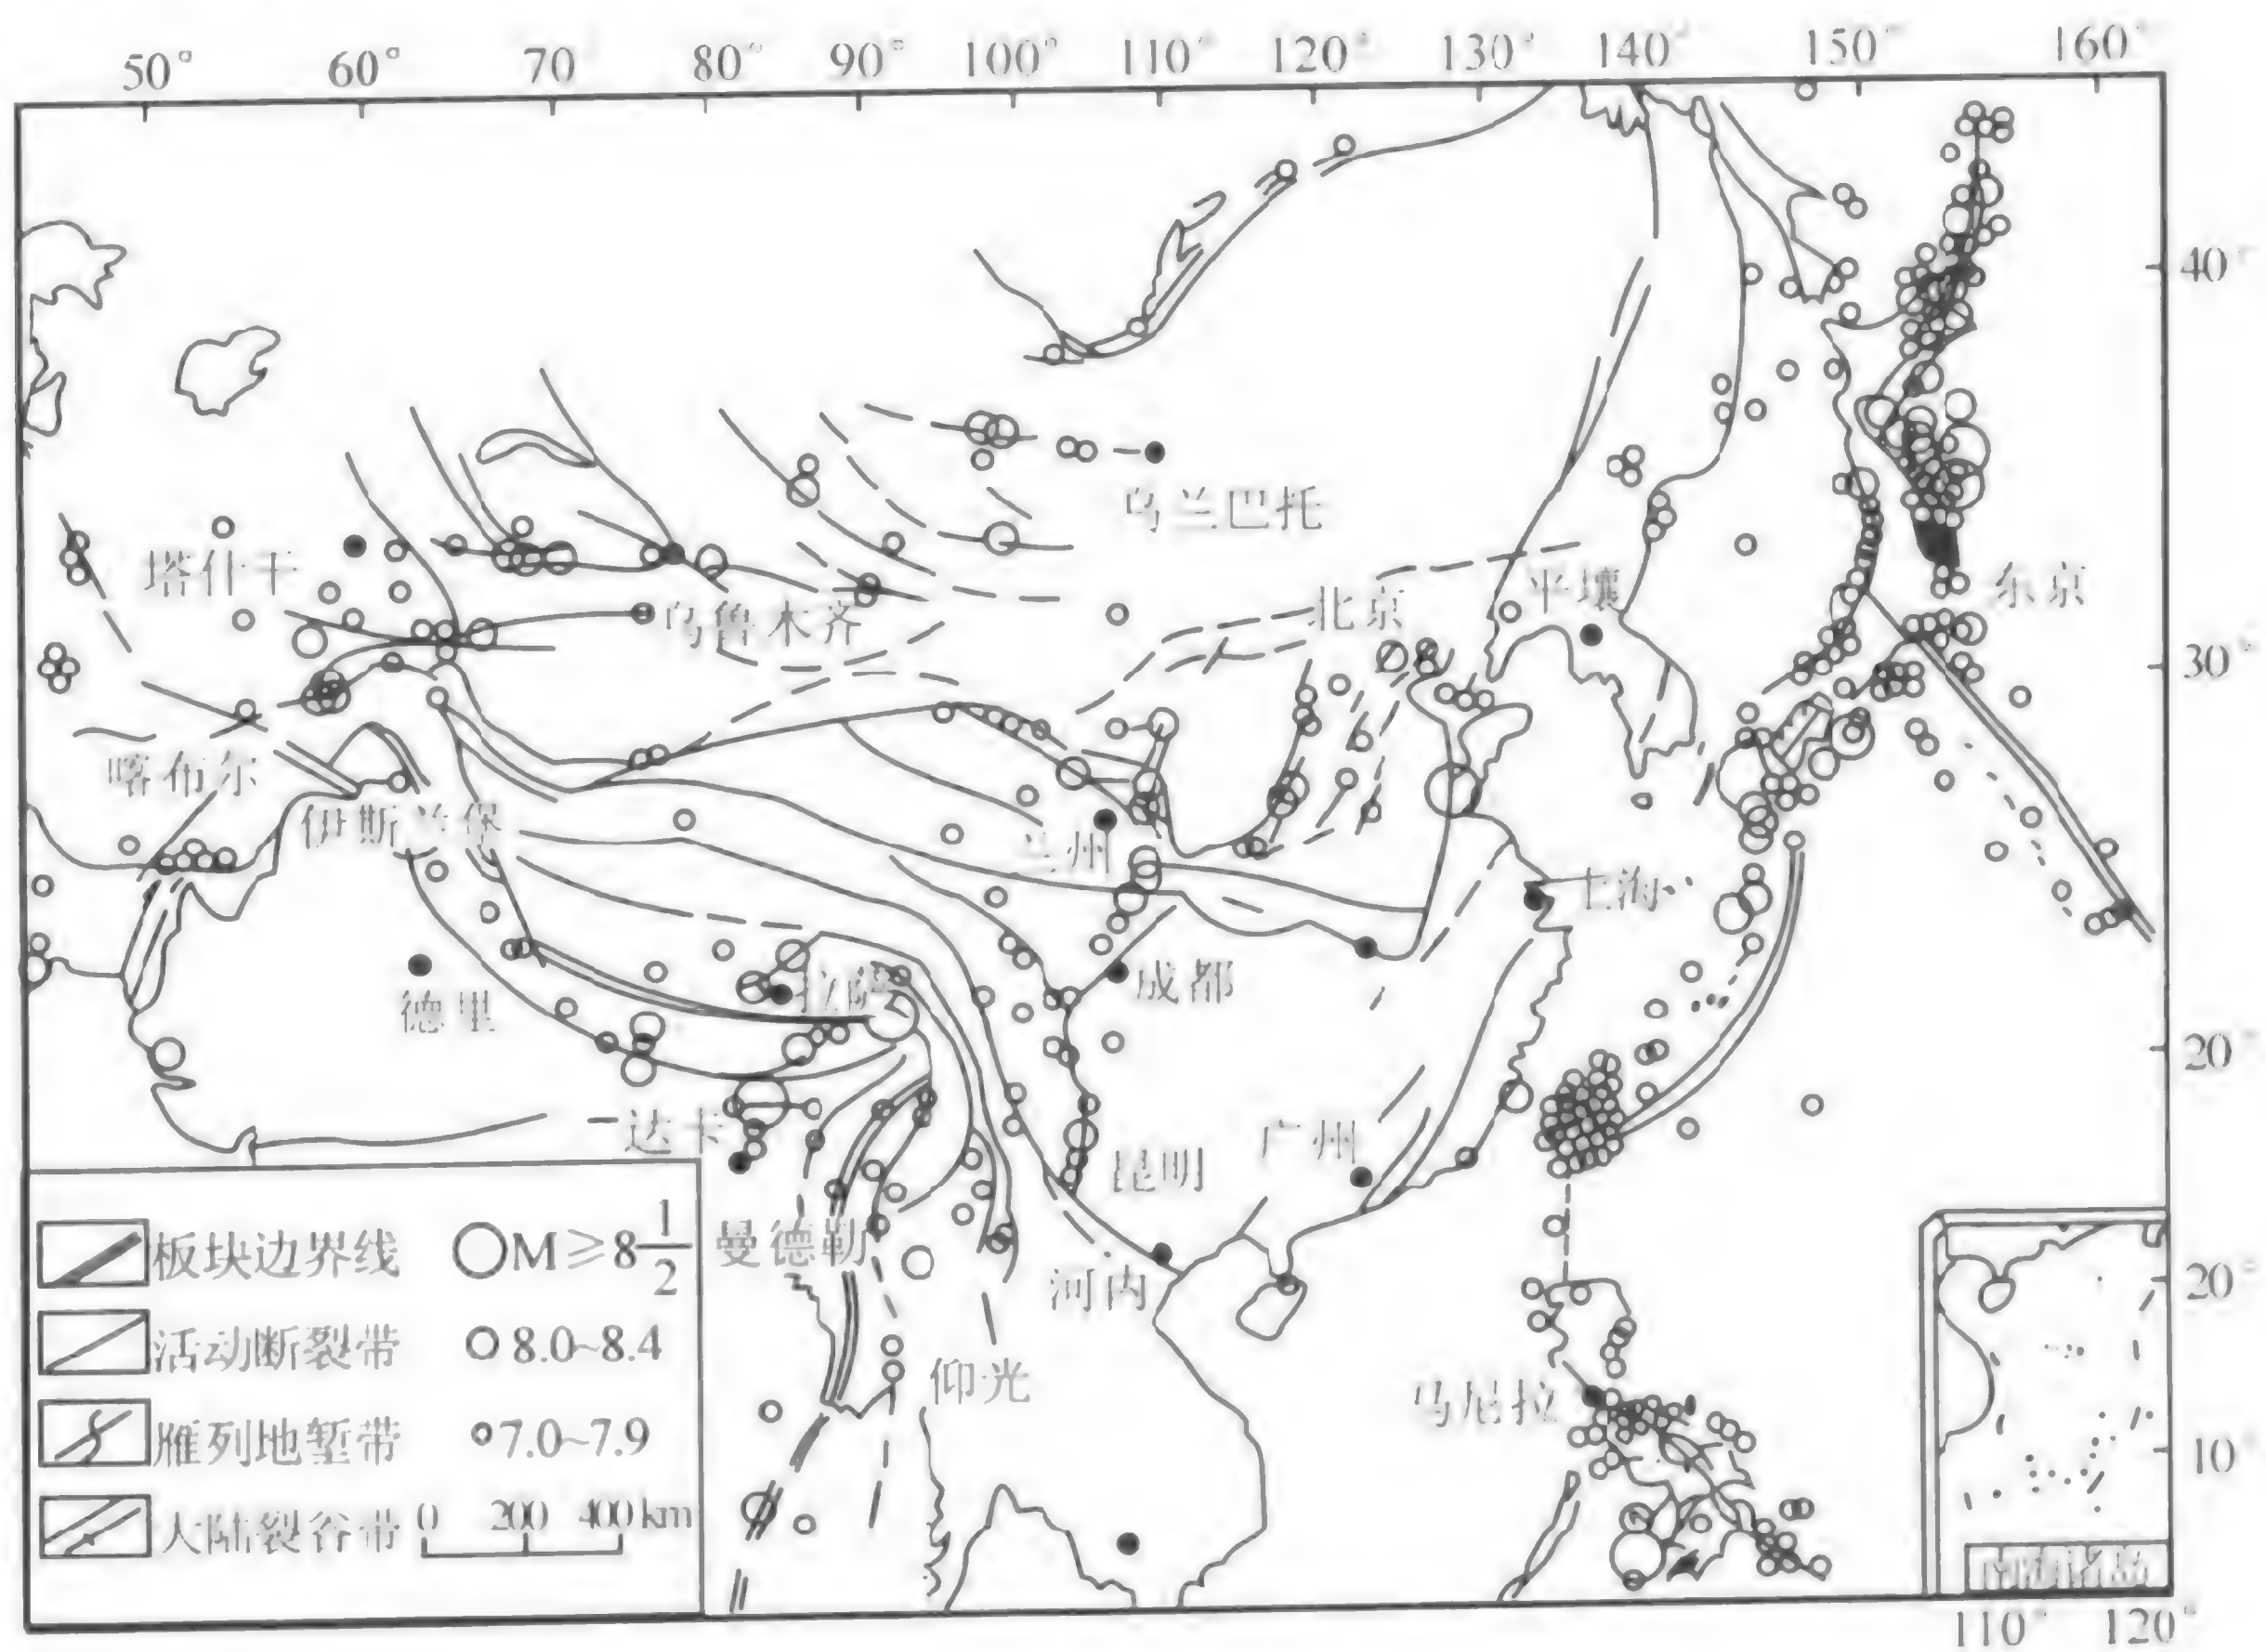 50° 60° 70 80° 90° 100° 110° 120° 130° 140° 150° 160°
40°
乌兰巴托
塔什干
东京
北京
平壤
乌鲁木齐
30°
喀布尔
伊斯兰堡
兰州
上海
拉萨
成都
德里
20°
达卡
广州
昆明
板块边界线 M≥8 1/2
曼德勒
河内
20°
活动断裂带 8.0~8.4
仰光
马尼拉
雁列地堑带 7.0~7.9
10°
大陆裂谷带 0 200 400 km
南海诸岛
110° 120°